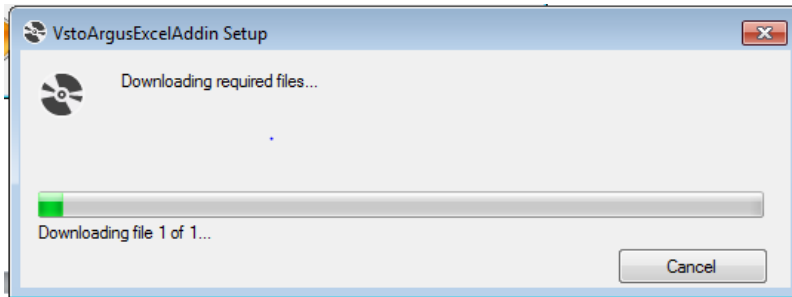 VstoArgusExcelAddin Setup
Downloading required files...
Downloading file 1 of 1...
Cancel